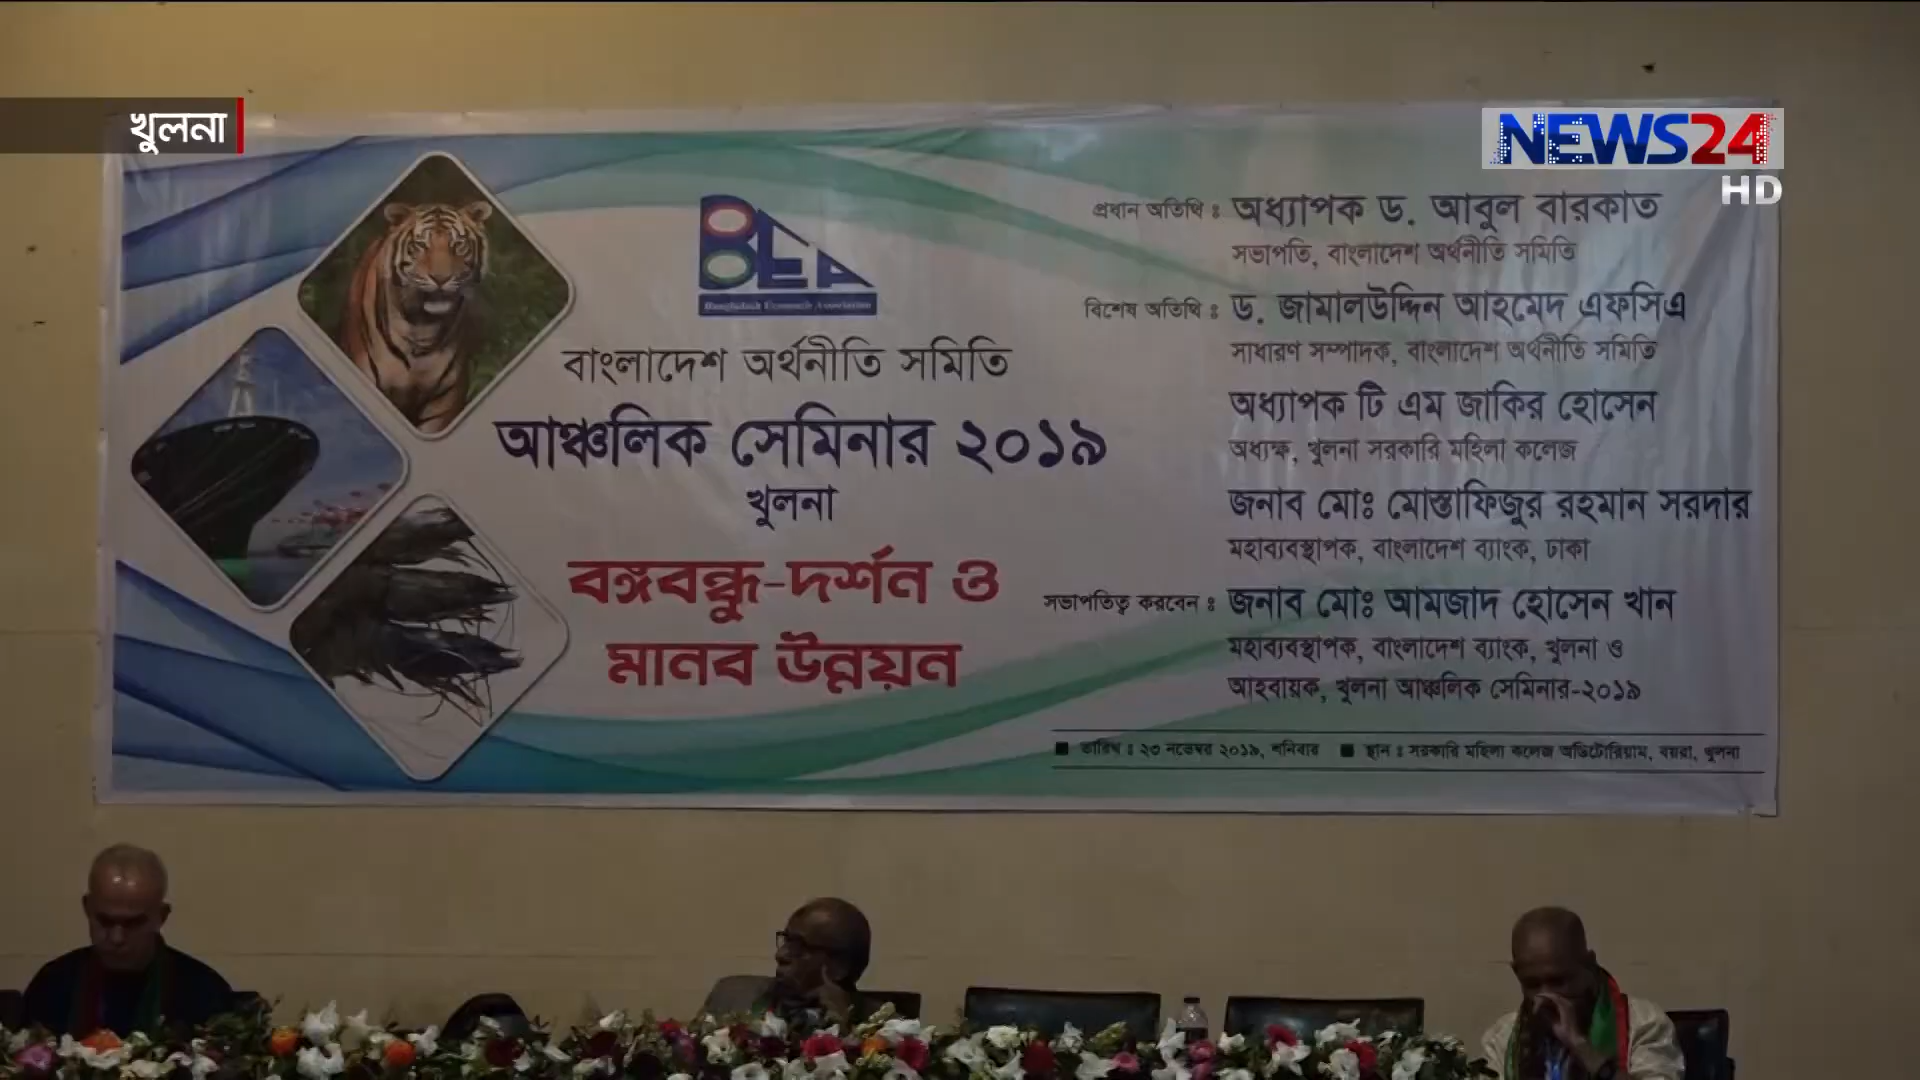 খুলনা
NEWS24
HD
BEA
Bangladesh Economic Association
বাংলাদেশ অর্থনীতি সমিতি
আঞ্চলিক সেমিনার ২০১৯
খুলনা
বঙ্গবন্ধু-দর্শন ও
মানব উন্নয়ন
প্রধান অতিথি : অধ্যাপক ড. আবুল বারকাত
সভাপতি, বাংলাদেশ অর্থনীতি সমিতি
বিশেষ অতিথি : ড. জামালউদ্দিন আহমেদ এফসিএ
সাধারণ সম্পাদক, বাংলাদেশ অর্থনীতি সমিতি
অধ্যাপক টি এম জাকির হোসেন
অধ্যক্ষ, খুলনা সরকারি মহিলা কলেজ
জনাব মোঃ মোস্তাফিজুর রহমান সরদার
মহাব্যবস্থাপক, বাংলাদেশ ব্যাংক, ঢাকা
সভাপতিত্ব করবেন : জনাব মোঃ আমজাদ হোসেন খান
মহাব্যবস্থাপক, বাংলাদেশ ব্যাংক, খুলনা ও
আহবায়ক, খুলনা আঞ্চলিক সেমিনার-২০১৯
তারিখ : ২৩ নভেম্বর ২০১৯, শনিবার স্থান : সরকারি মহিলা কলেজ অডিটোরিয়াম, বয়রা, খুলনা